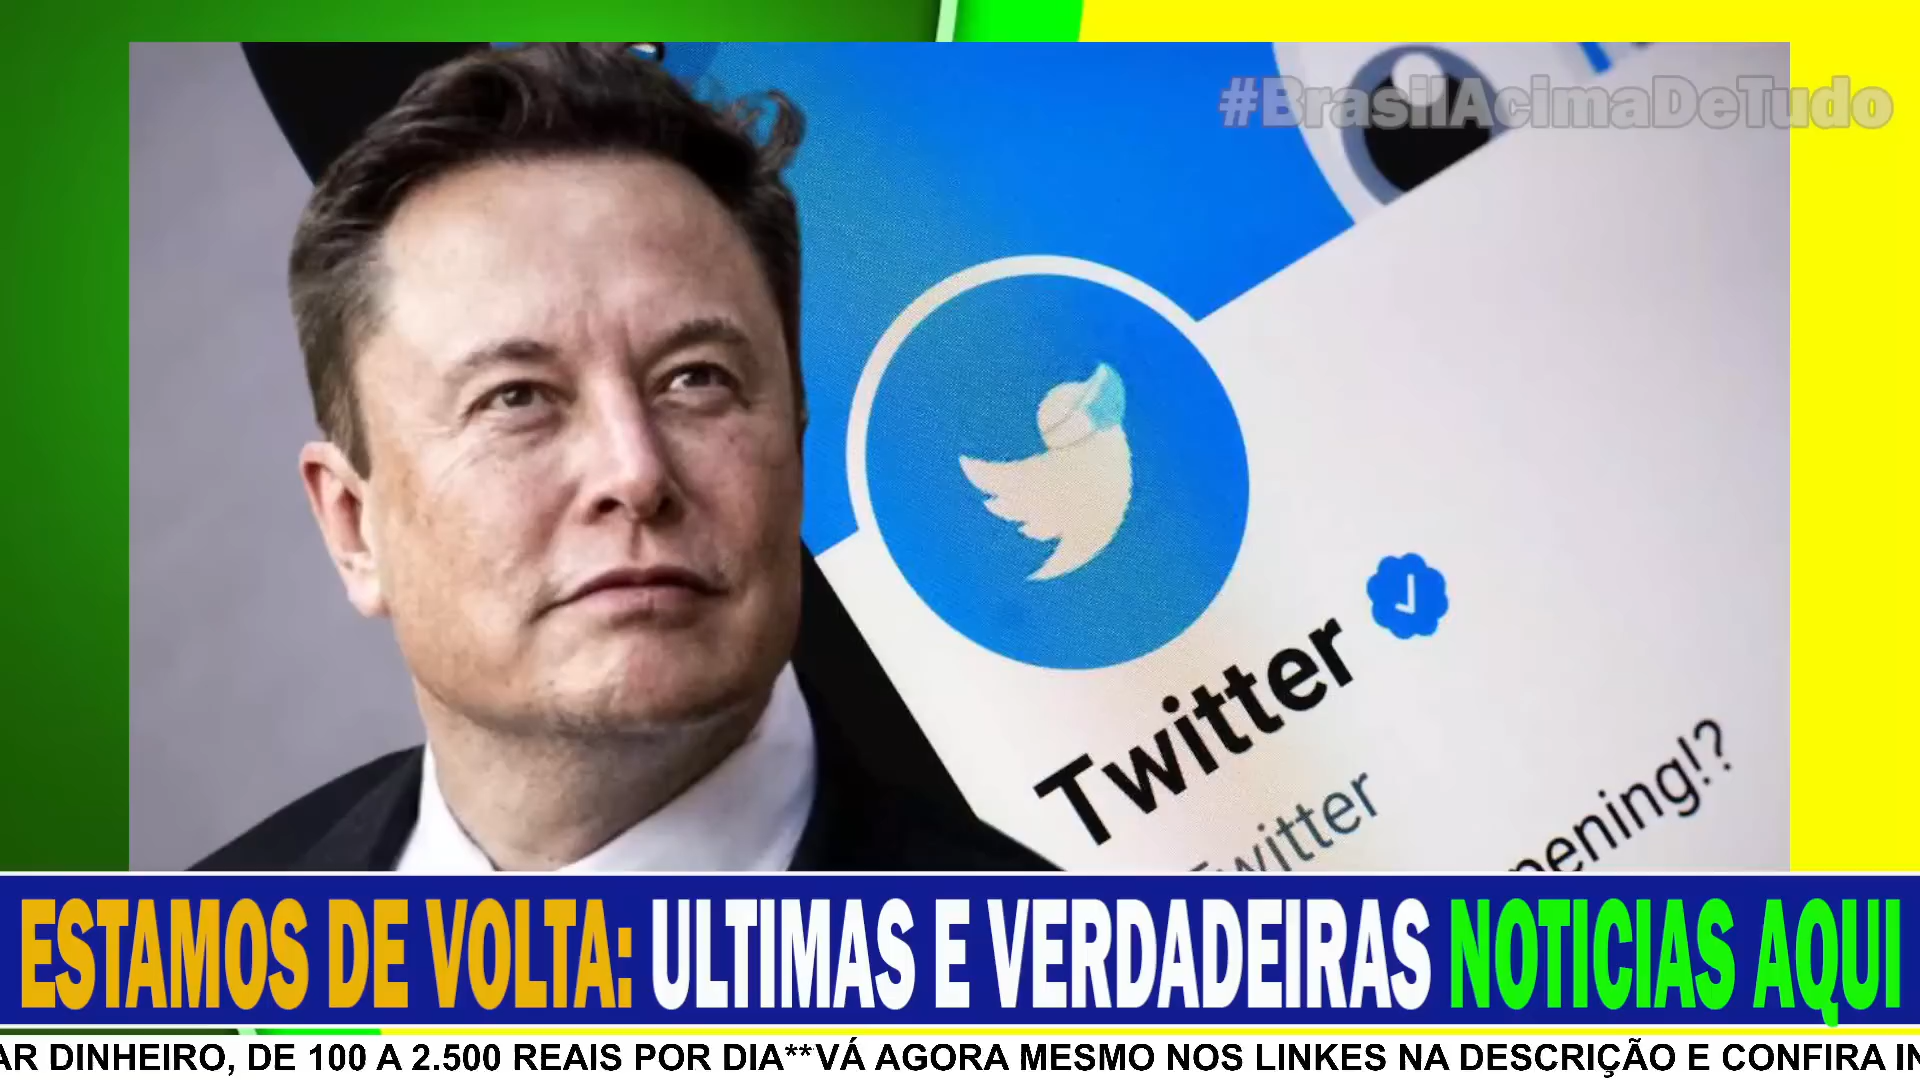 #BrasilAcimaDeTudo
Twitter
Twitter
pening!?
ESTAMOS DE VOLTA: ULTIMAS E VERDADEIRAS NOTICIAS AQUI
AR DINHEIRO, DE 100 A 2.500 REAIS POR DIA**VÁ AGORA MESMO NOS LINKES NA DESCRIÇÃO E CONFIRA IN